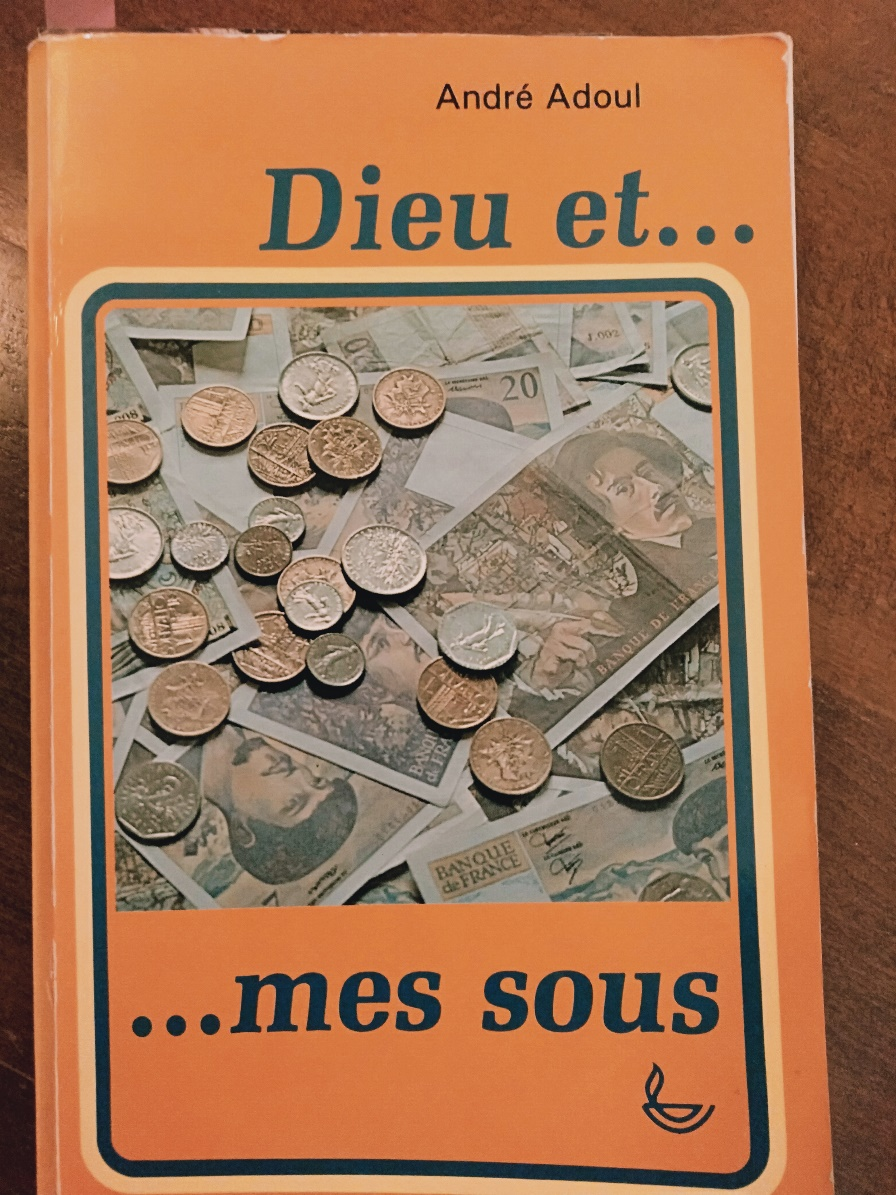 André Adoul
Dieu et...
20
BANQUE DE FRANCE
BANQUE
de FRANCE
...mes sous